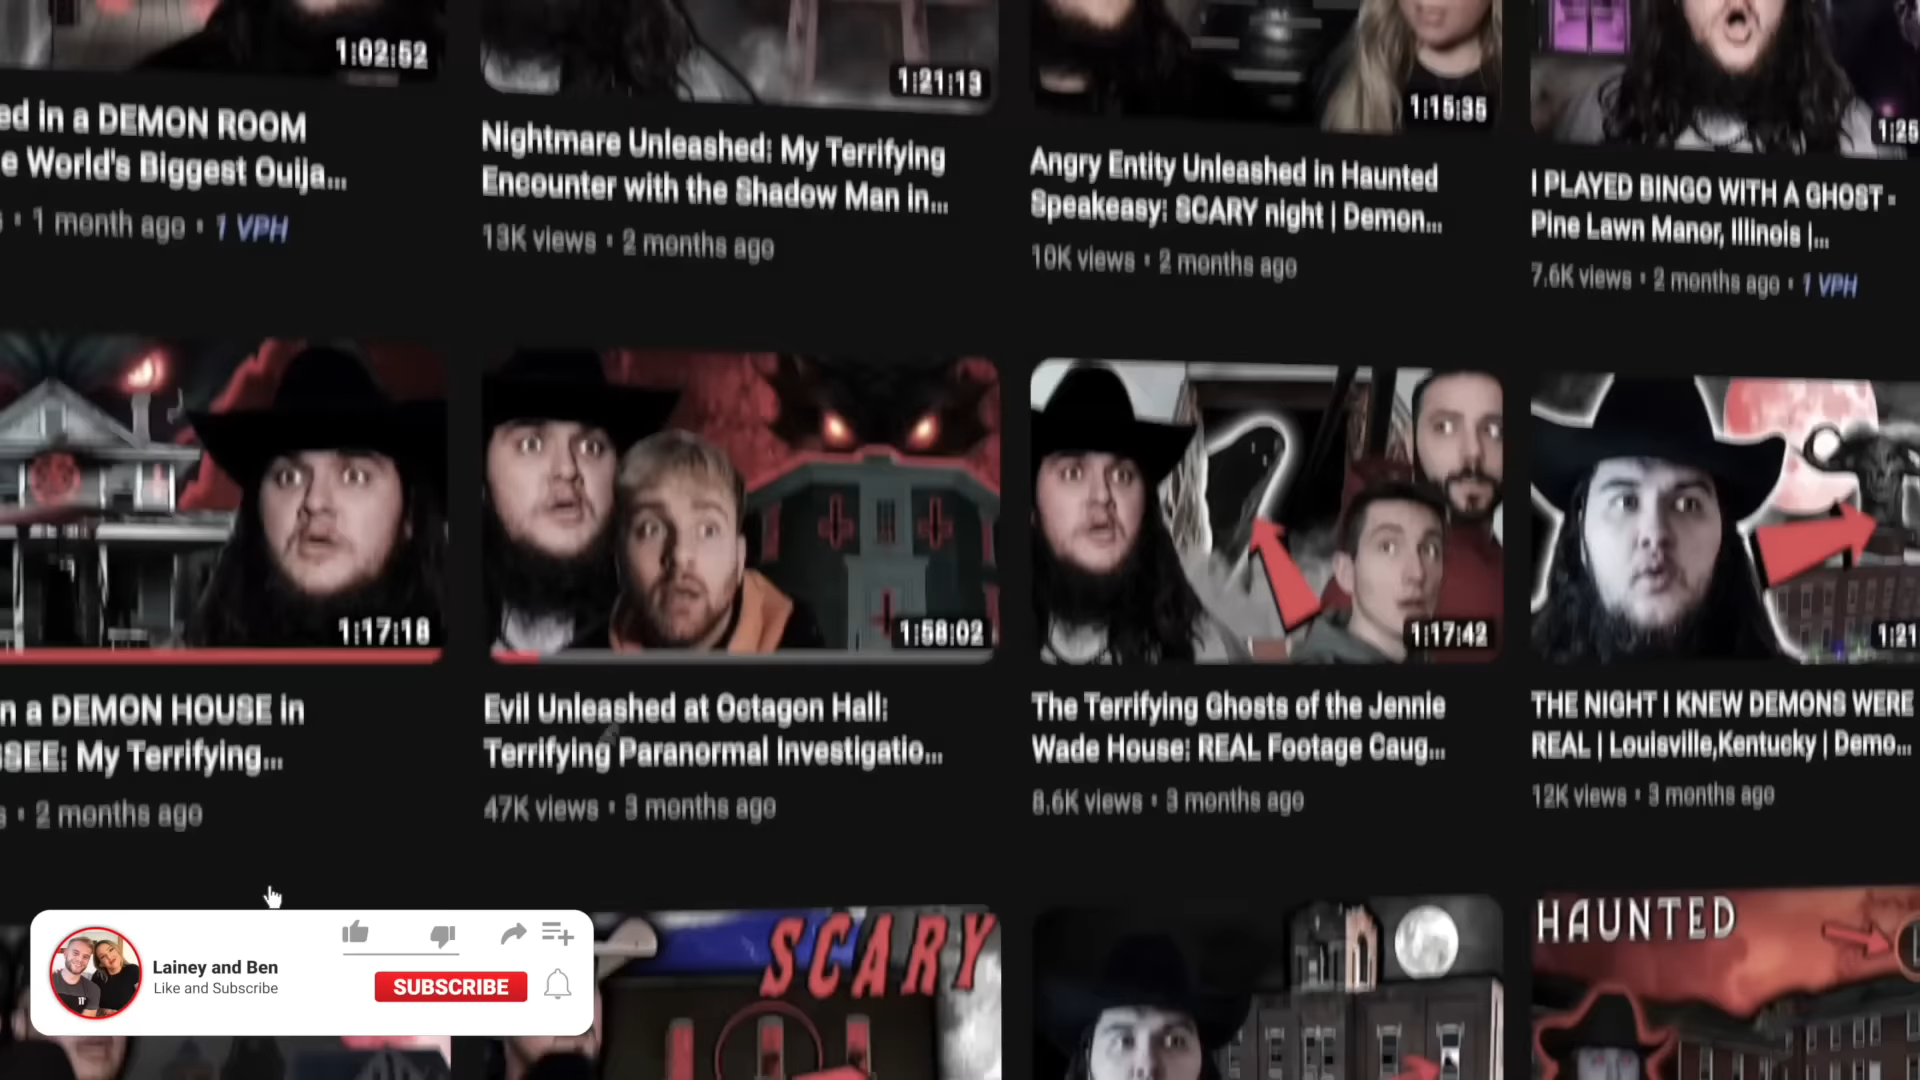 1:02:52
1:21:13
1:15:35
1:25
ed in a DEMON ROOM
e World's Biggest Ouija...
s • 1 month ago • 1 VPH
Nightmare Unleashed: My Terrifying
Encounter with the Shadow Man in...
13K views • 2 months ago
Angry Entity Unleashed in Haunted
Speakeasy: SCARY night | Demon...
10K views • 2 months ago
I PLAYED BINGO WITH A GHOST -
Pine Lawn Manor, Illinois |...
7.6K views • 2 months ago • 1 VPH
1:17:18
1:58:02
1:17:42
1:21
n a DEMON HOUSE in
SSEE: My Terrifying...
s • 2 months ago
Evil Unleashed at Octagon Hall:
Terrifying Paranormal Investigatio...
47K views • 3 months ago
The Terrifying Ghosts of the Jennie
Wade House: REAL Footage Caug...
8.6K views • 3 months ago
THE NIGHT I KNEW DEMONS WERE
REAL | Louisville,Kentucky | Demo...
12K views • 3 months ago
Lainey and Ben
Like and Subscribe
SUBSCRIBE
SCARY
HAUNTED